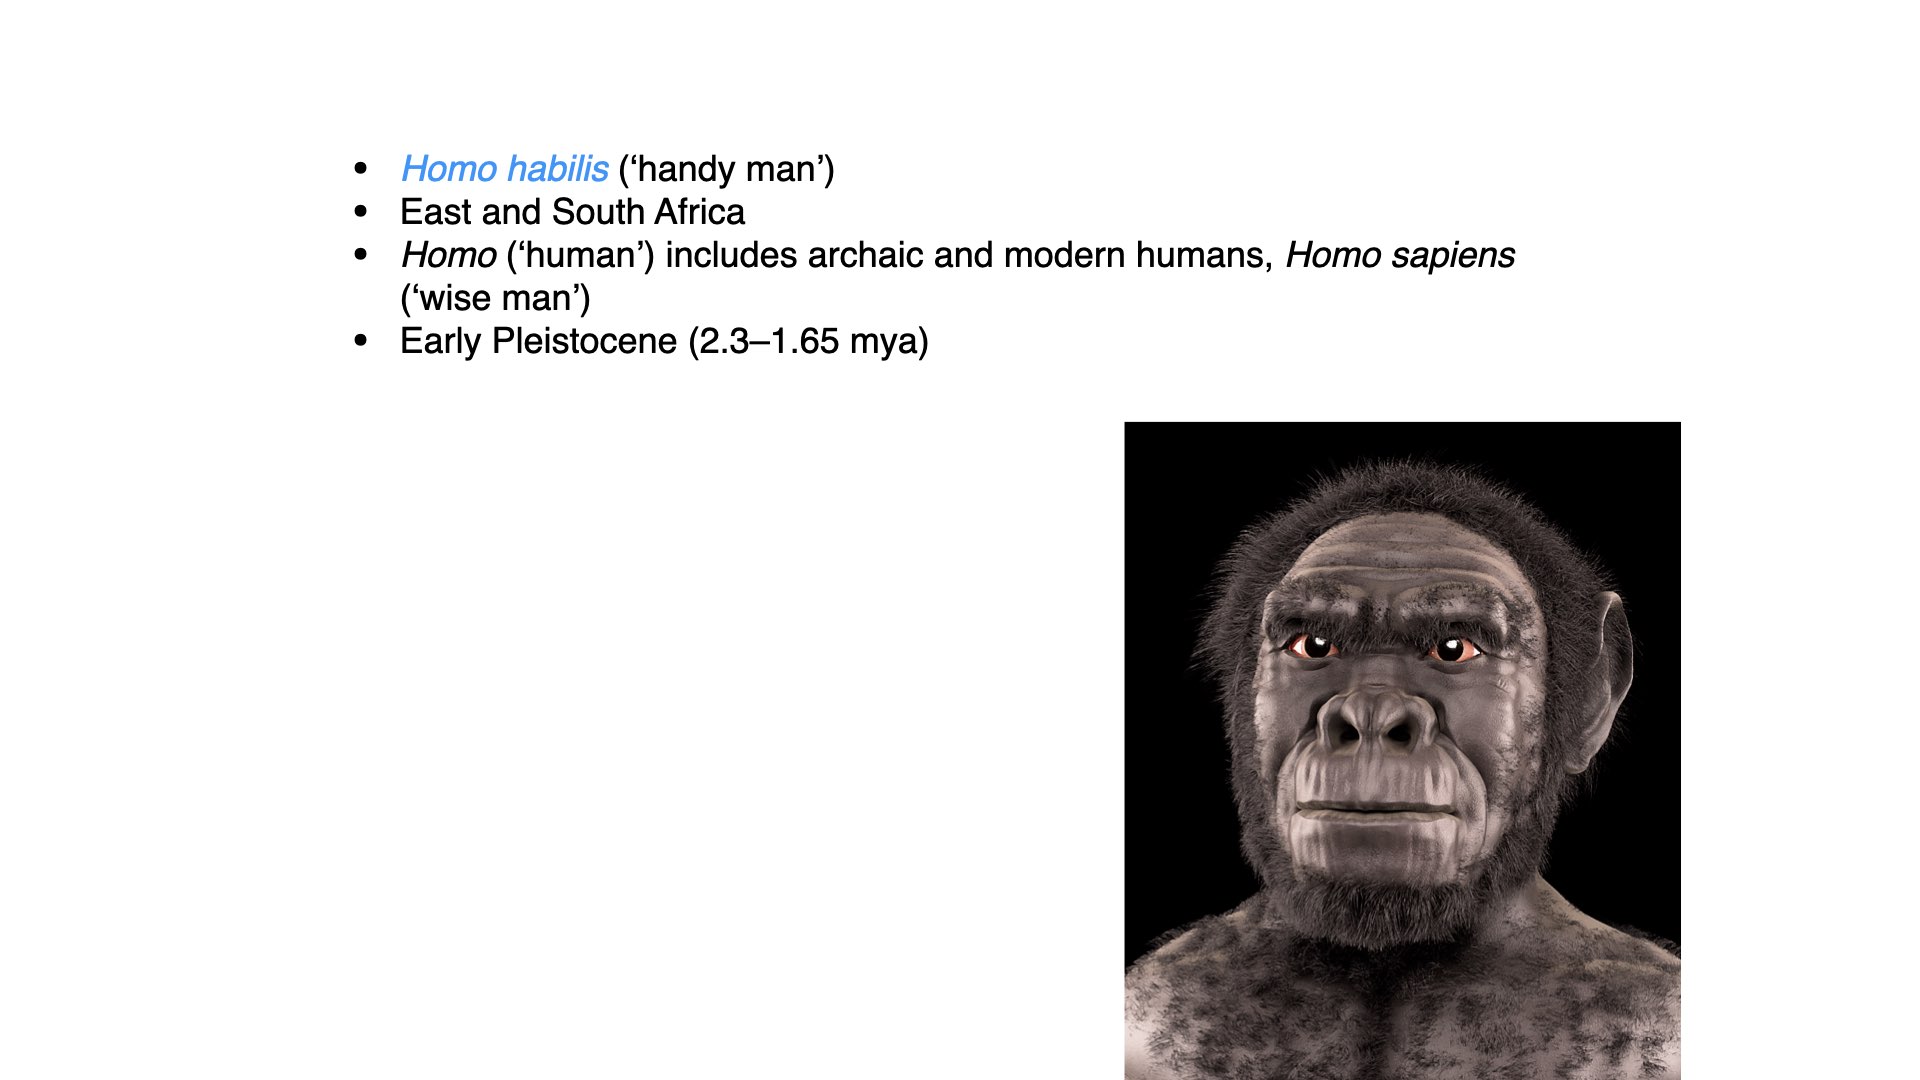 • Homo habilis (‘handy man’)
• East and South Africa
• Homo (‘human’) includes archaic and modern humans, Homo sapiens
(‘wise man’)
• Early Pleistocene (2.3–1.65 mya)